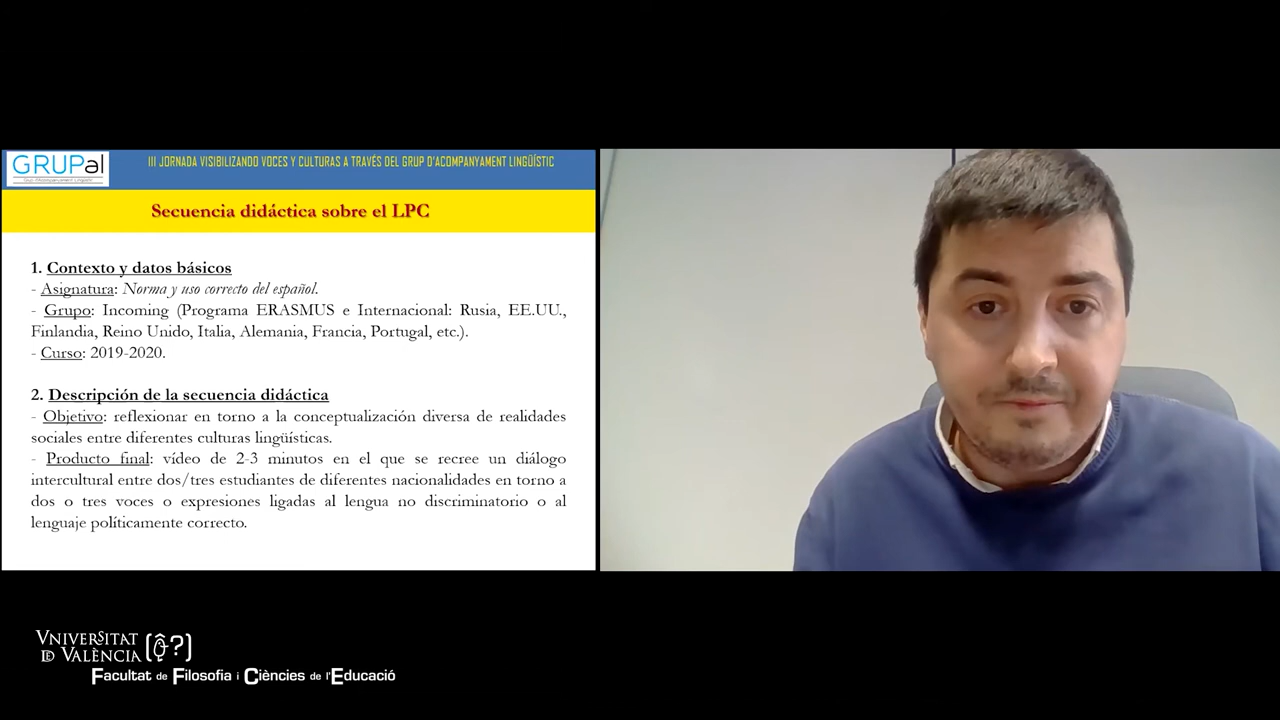 GRUPal
III JORNADA VISIBILIZANDO VOCES Y CULTURAS A TRAVÉS DEL GRUP D'ACOMPANYAMENT LINGÜÍSTIC
Secuencia didáctica sobre el LPC
1. Contexto y datos básicos
- Asignatura: Norma y uso correcto del español.
- Grupo: Incoming (Programa ERASMUS e Internacional: Rusia, EE.UU.,
Finlandia, Reino Unido, Italia, Alemania, Francia, Portugal, etc.).
- Curso: 2019-2020.
2. Descripción de la secuencia didáctica
- Objetivo: reflexionar en torno a la conceptualización diversa de realidades
sociales entre diferentes culturas lingüísticas.
- Producto final: vídeo de 2-3 minutos en el que se recree un diálogo
intercultural entre dos/tres estudiantes de diferentes nacionalidades en torno a
dos o tres voces o expresiones ligadas al lengua no discriminatorio o al
lenguaje políticamente correcto.
VNIVERSITAT
DE VALÈNCIA
Facultat de Filosofia i Ciències de l'Educació